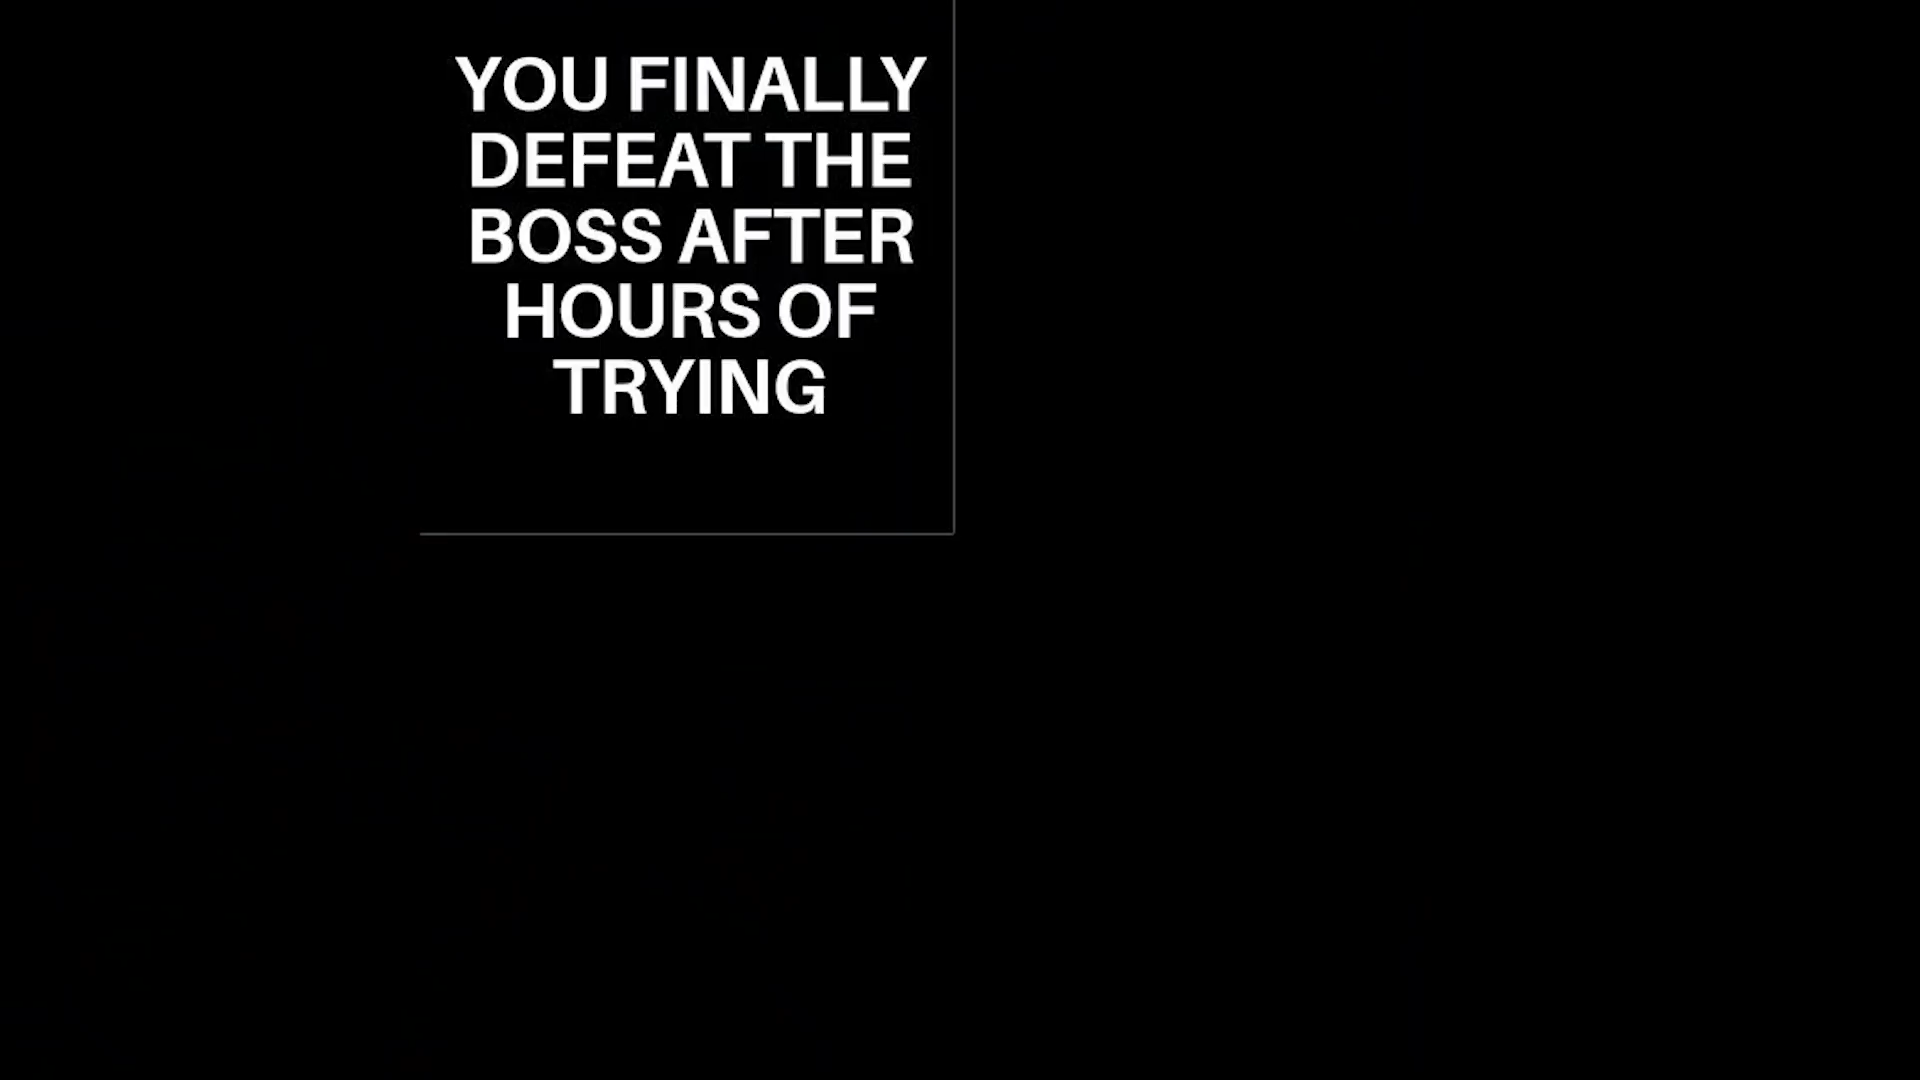 YOU FINALLY
DEFEAT THE
BOSS AFTER
HOURS OF
TRYING